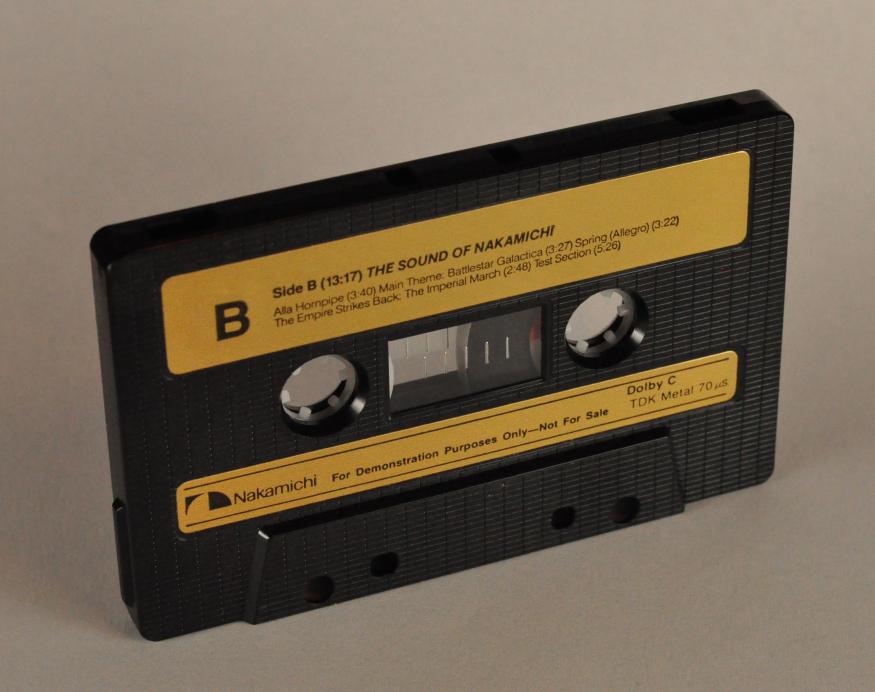 B
Side B (13:17) THE SOUND OF NAKAMICHI
Alla Hornpipe (3:40) Main Theme: Battlestar Galactica (3:27) Spring (Allegro) (3:22)
The Empire Strikes Back: The Imperial March (2:48) Test Section (5:26)
Nakamichi For Demonstration Purposes Only—Not For Sale
Dolby C
TDK Metal 70 μs